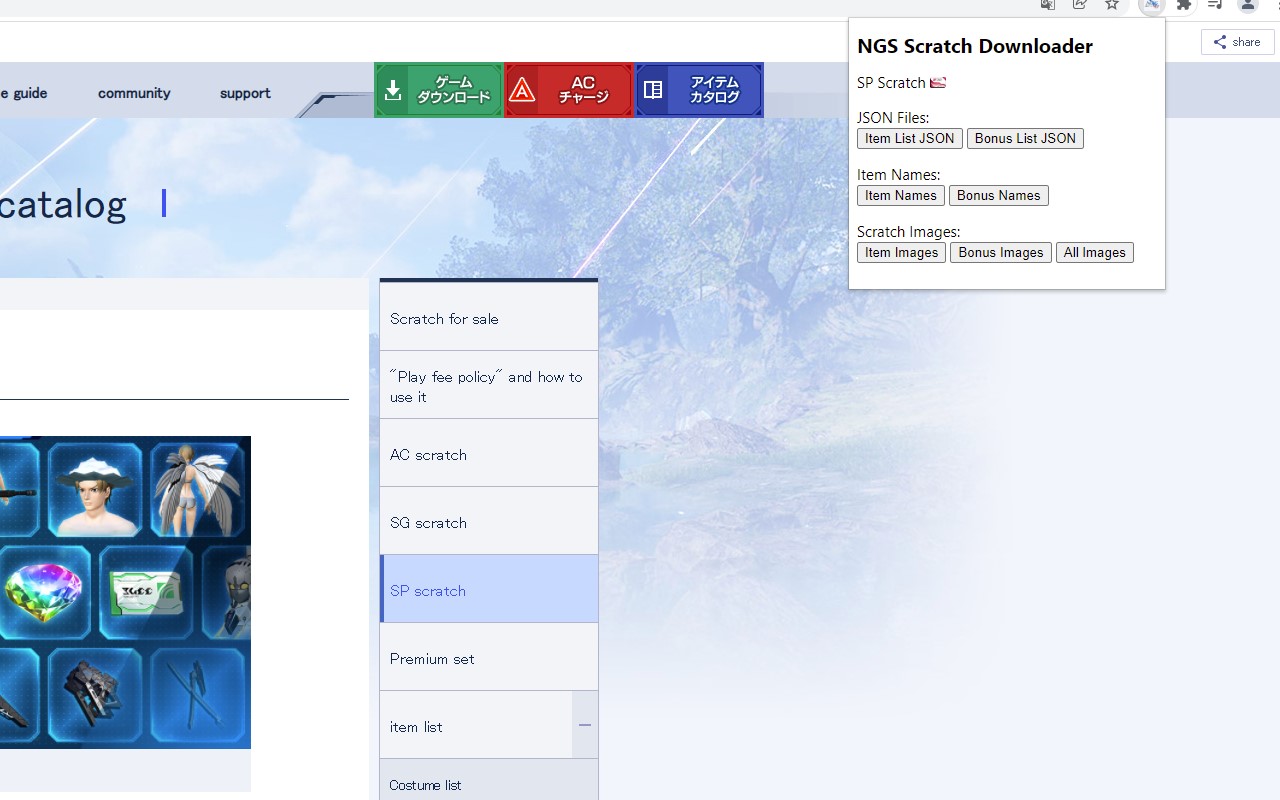 NGS Scratch Downloader
SP Scratch
JSON Files:
Item List JSON Bonus List JSON
Item Names:
Item Names Bonus Names
Scratch Images:
Item Images Bonus Images All Images
share
e guide community support
ゲーム
ダウンロード
AC
チャージ
アイテム
カタログ
catalog
Scratch for sale
"Play fee policy" and how to
use it
AC scratch
SG scratch
SP scratch
Premium set
item list
Costume list